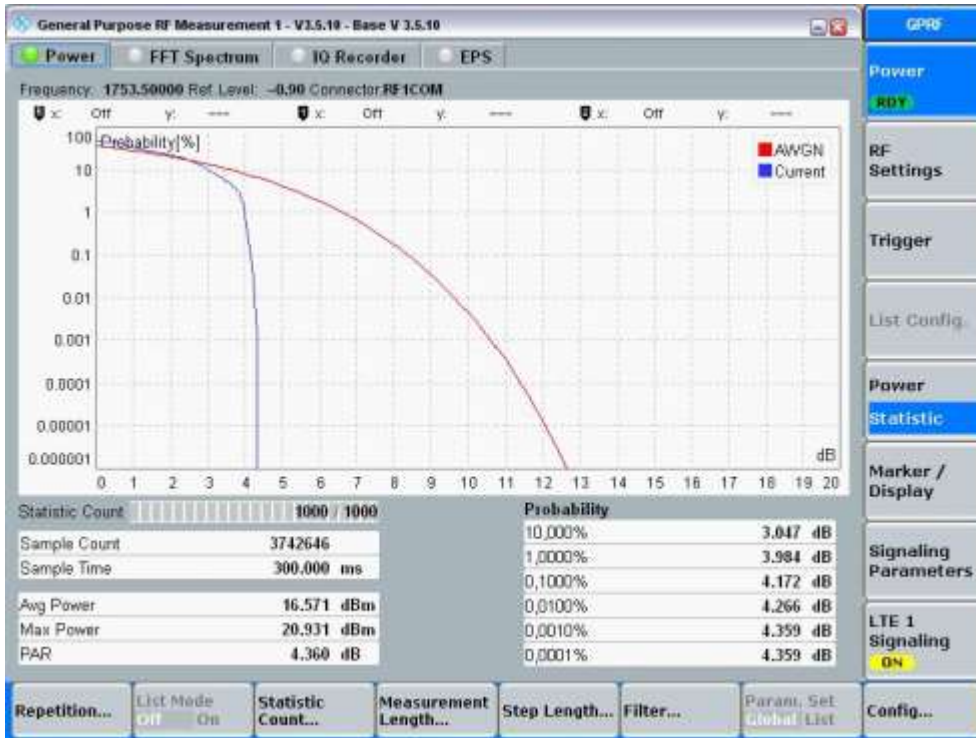 General Purpose RF Measurement 1 - V3.5.10 - Base V 3.5.10
GPRF
Power FFT Spectrum IQ Recorder EPS
Frequency: 1753.50000 Ref. Level: -0.90 Connector:RF1COM
x: Off y: --- x: Off y: --- x: Off y: ---
Probability[%]
AWGN
Current
100
10
1
0.1
0.01
0.001
0.0001
0.00001
0.000001
dB
0 1 2 3 4 5 6 7 8 9 10 11 12 13 14 15 16 17 18 19 20
Statistic Count 1000 / 1000
Sample Count 3742646
Sample Time 300.000 ms
Avg Power 16.571 dBm
Max Power 20.931 dBm
PAR 4.360 dB
Probability
10,000% 3.047 dB
1,0000% 3.984 dB
0,1000% 4.172 dB
0,0100% 4.266 dB
0,0010% 4.359 dB
0,0001% 4.359 dB
Power
RDY
RF Settings
Trigger
List Config.
Power
Statistic
Marker / Display
Signaling Parameters
LTE 1 Signaling
ON
Repetition...
List Mode
Off On
Statistic Count...
Measurement Length...
Step Length...
Filter...
Param. Set
Global List
Config...